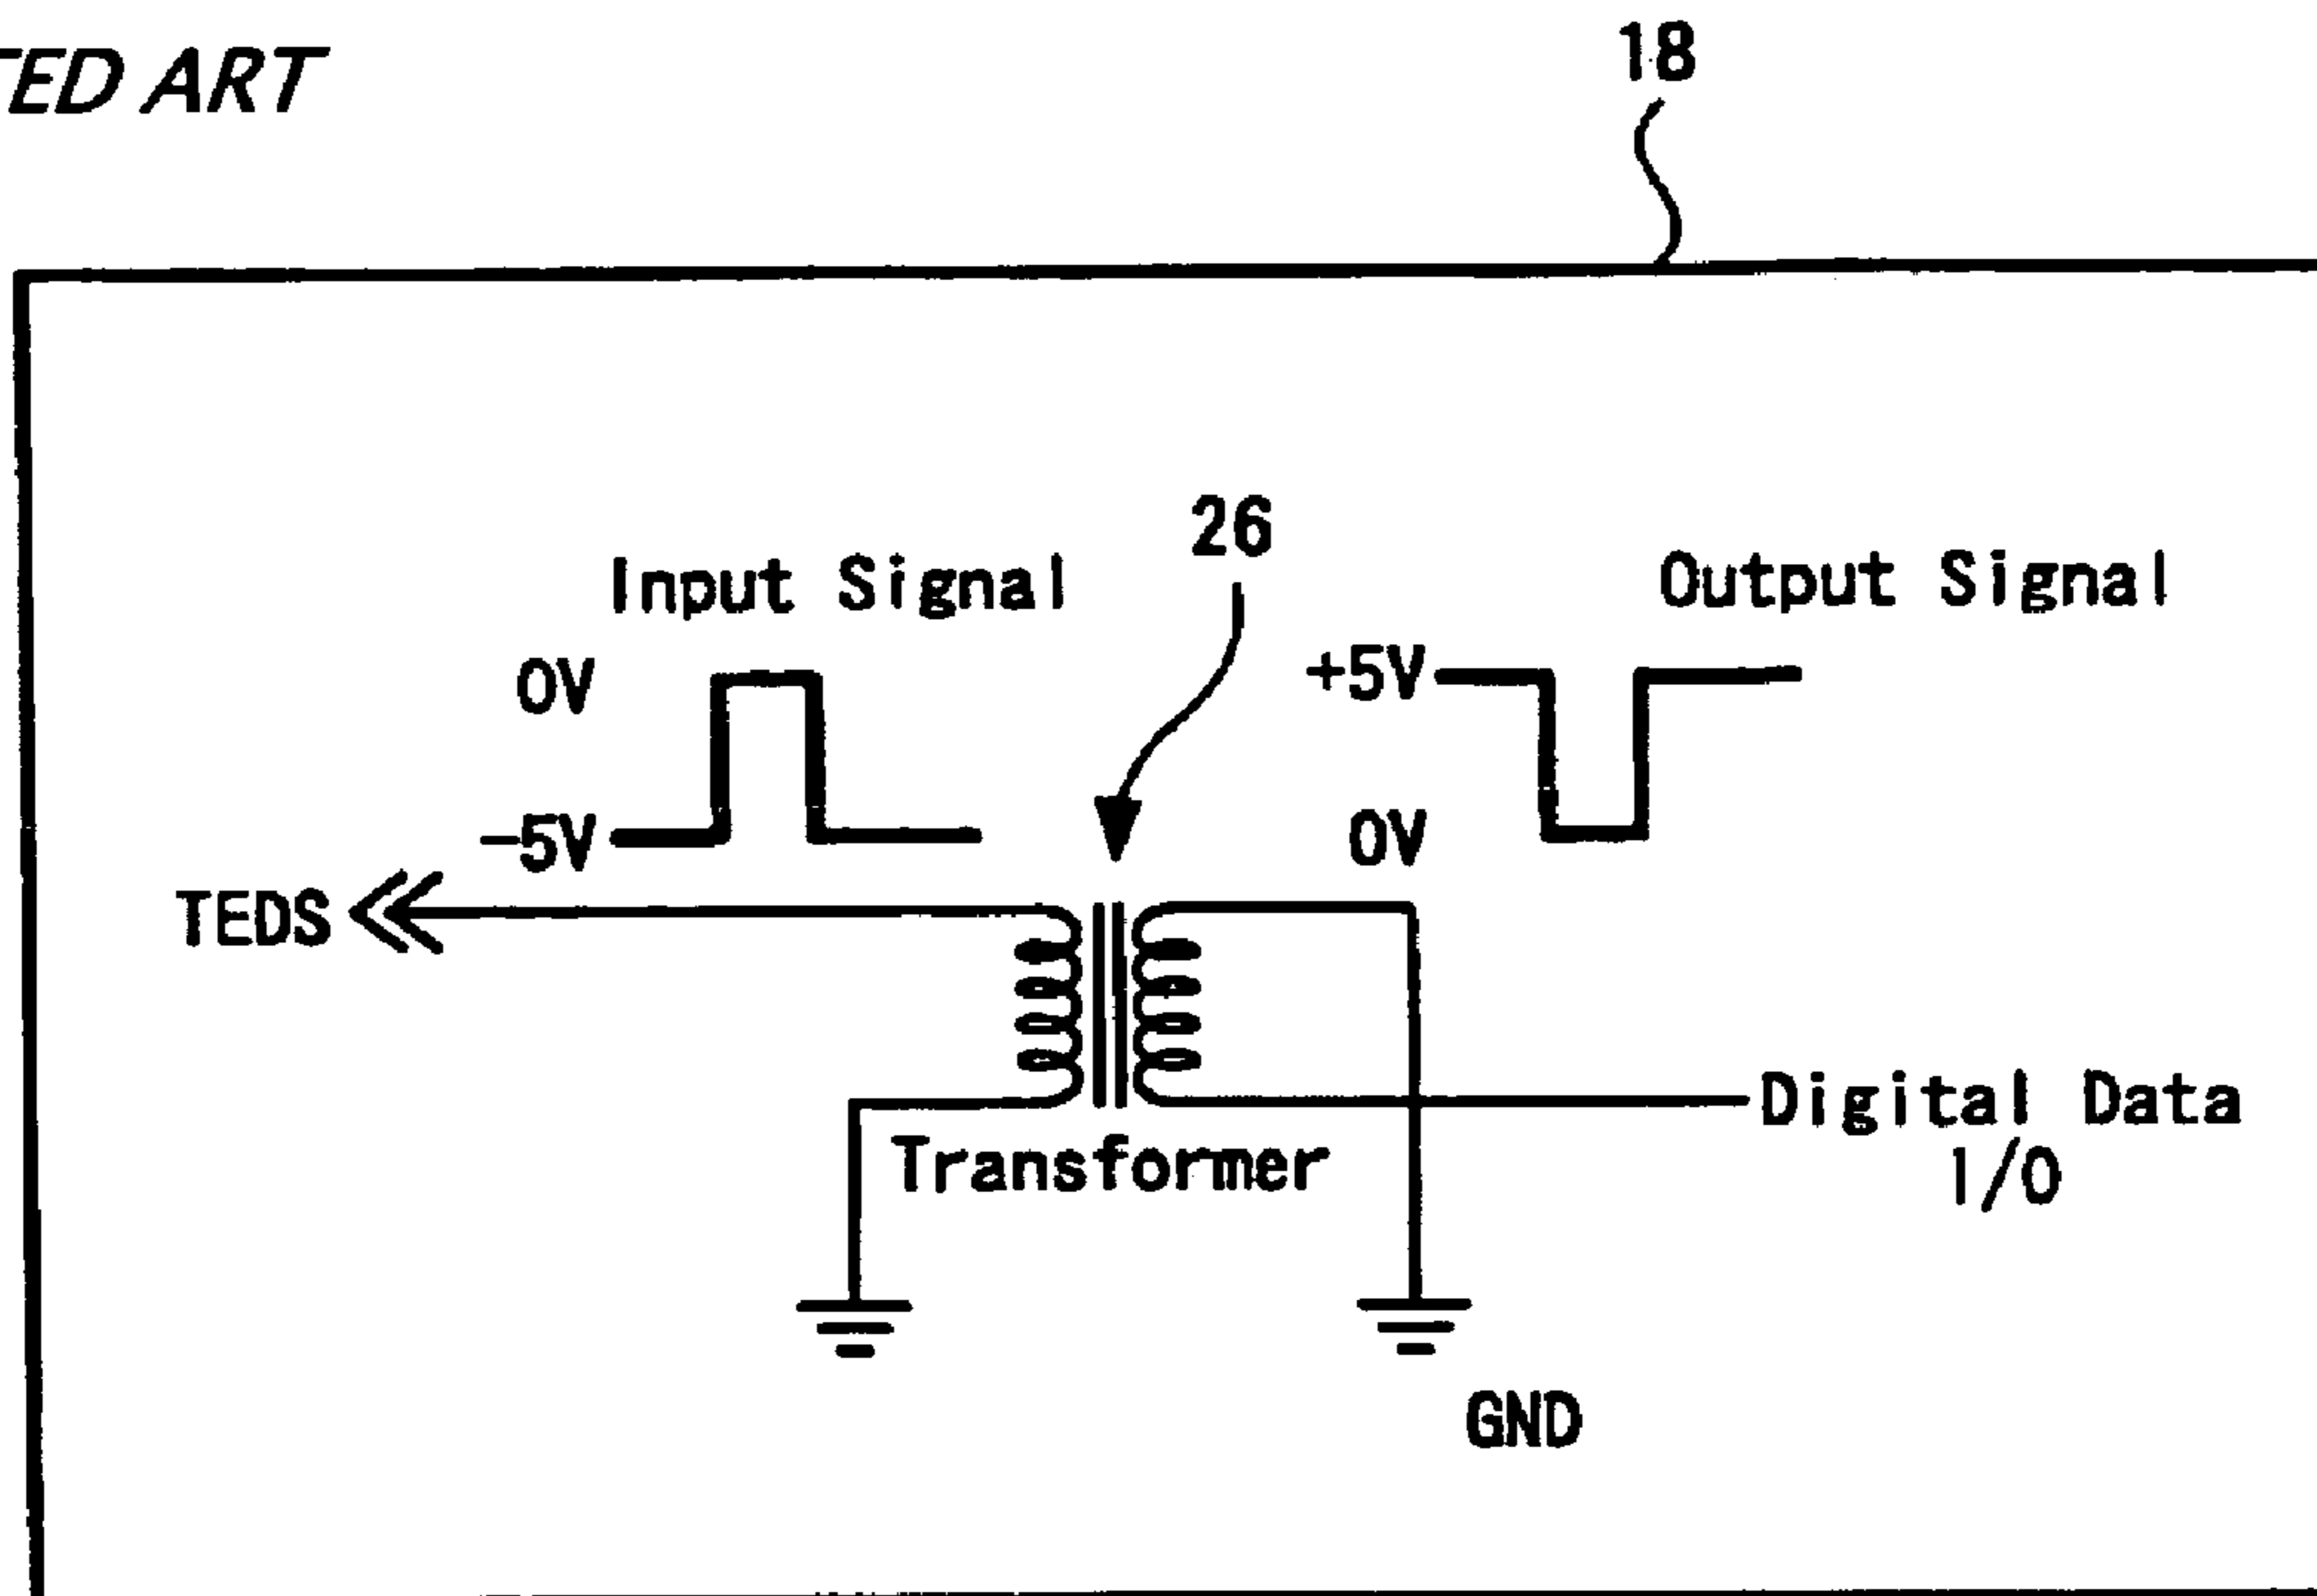 TED ART
18
26
Input Signal
Output Signal
0V
+5V
-5V
0V
TEDS
Digital Data
I/O
Transformer
GND